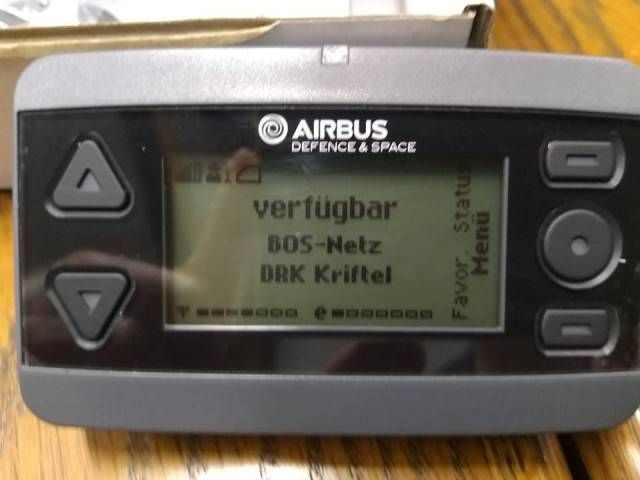 AIRBUS
DEFENCE & SPACE
verfügbar
BOS-Netz
DRK Kriftel
Favor. Status
Menü